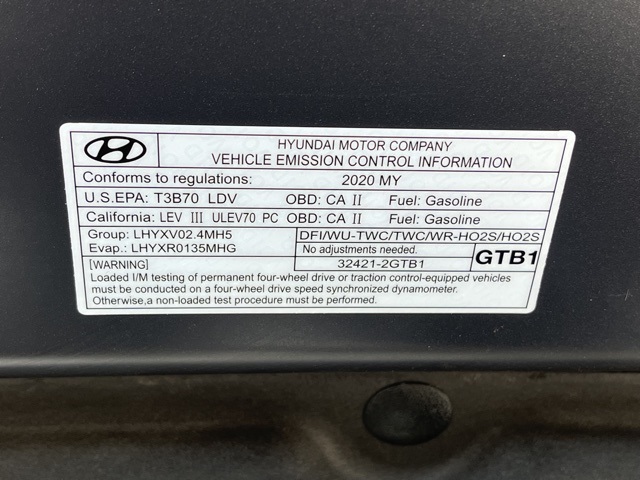 HYUNDAI MOTOR COMPANY
VEHICLE EMISSION CONTROL INFORMATION
Conforms to regulations: 2020 MY
U.S.EPA: T3B70 LDV OBD: CA II Fuel: Gasoline
California: LEV III ULEV70 PC OBD: CA II Fuel: Gasoline
Group: LHYXV02.4MH5 DFI/WU-TWC/TWC/WR-HO2S/HO2S
Evap.: LHYXR0135MHG No adjustments needed.
[WARNING] 32421-2GTB1 GTB1
Loaded I/M testing of permanent four-wheel drive or traction control-equipped vehicles
must be conducted on a four-wheel drive speed synchronized dynamometer.
Otherwise,a non-loaded test procedure must be performed.